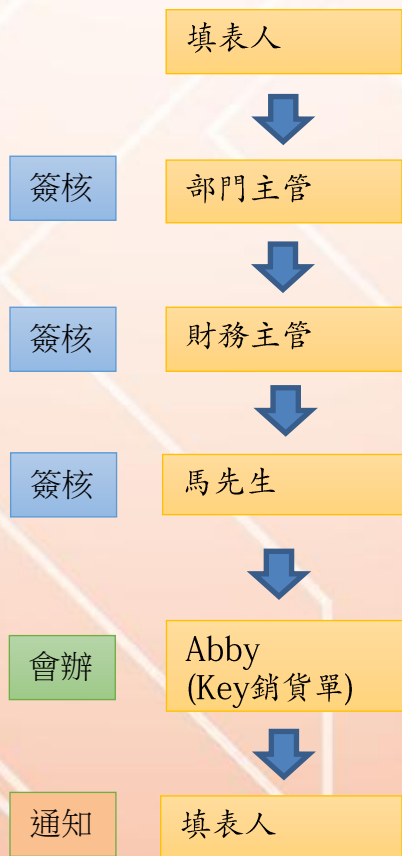 填表人
簽核
部門主管
簽核
財務主管
簽核
馬先生
會辦
Abby
(Key銷貨單)
通知
填表人